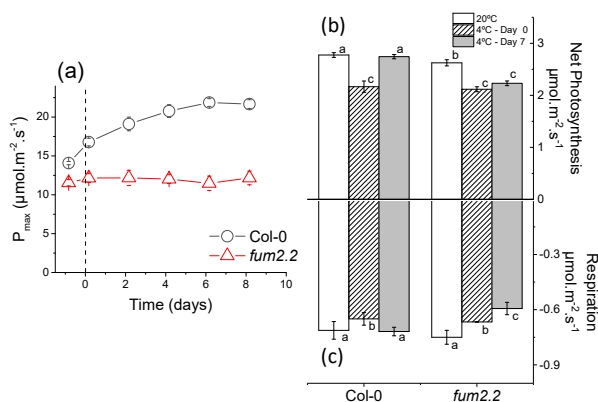 (a)
P_max (μmol.m⁻².s⁻¹)
20
15
10
5
0
0 2 4 6 8 10
Time (days)
Col-0
fum2.2
(b)
20ºC
4ºC - Day 0
4ºC - Day 7
a
c
a
b
c
c
3
2
1
0
Net Photosynthesis
μmol.m⁻².s⁻¹
a
b
a
a
b
c
-0.3
-0.6
-0.9
Respiration
μmol.m⁻².s⁻¹
(c)
Col-0
fum2.2